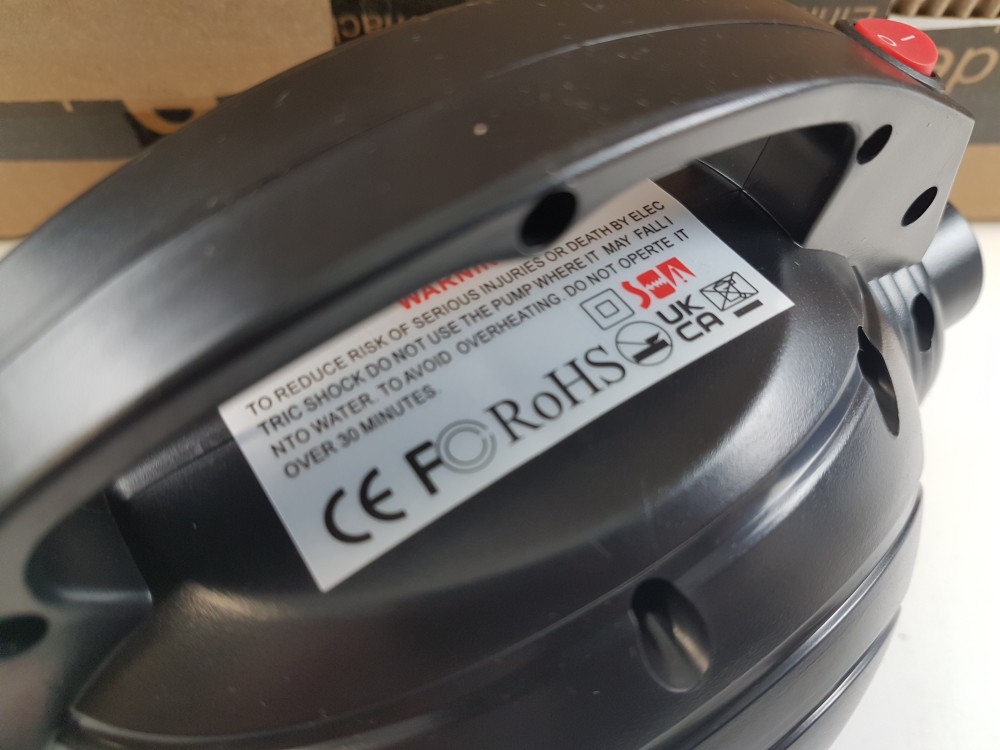 WARNIN
TO REDUCE RISK OF SERIOUS INJURIES OR DEATH BY ELEC
TRIC SHOCK DO NOT USE THE PUMP WHERE IT MAY FALL I
NTO WATER. TO AVOID OVERHEATING. DO NOT OPERTE IT
OVER 30 MINUTES.
CE FC RoHS
UK
CA